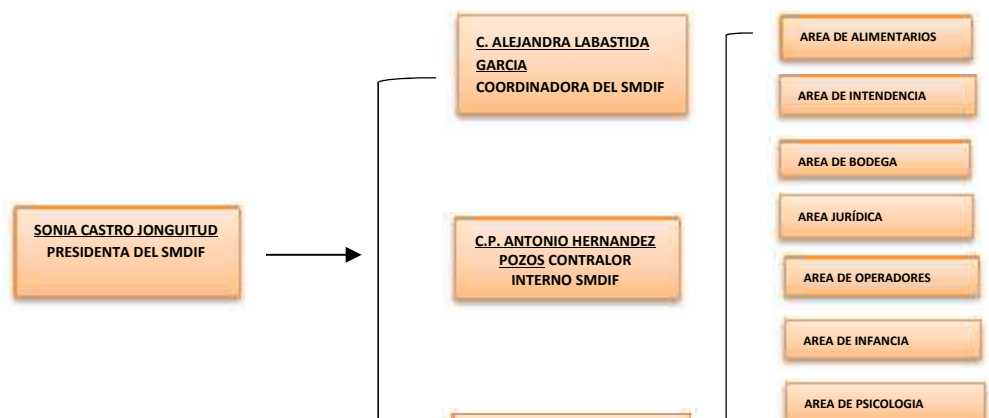 SONIA CASTRO JONGUITUD
PRESIDENTA DEL SMDIF
C. ALEJANDRA LABASTIDA
GARCIA
COORDINADORA DEL SMDIF
C.P. ANTONIO HERNANDEZ
POZOS CONTRALOR
INTERNO SMDIF
AREA DE ALIMENTARIOS
AREA DE INTENDENCIA
AREA DE BODEGA
AREA JURÍDICA
AREA DE OPERADORES
AREA DE INFANCIA
AREA DE PSICOLOGIA